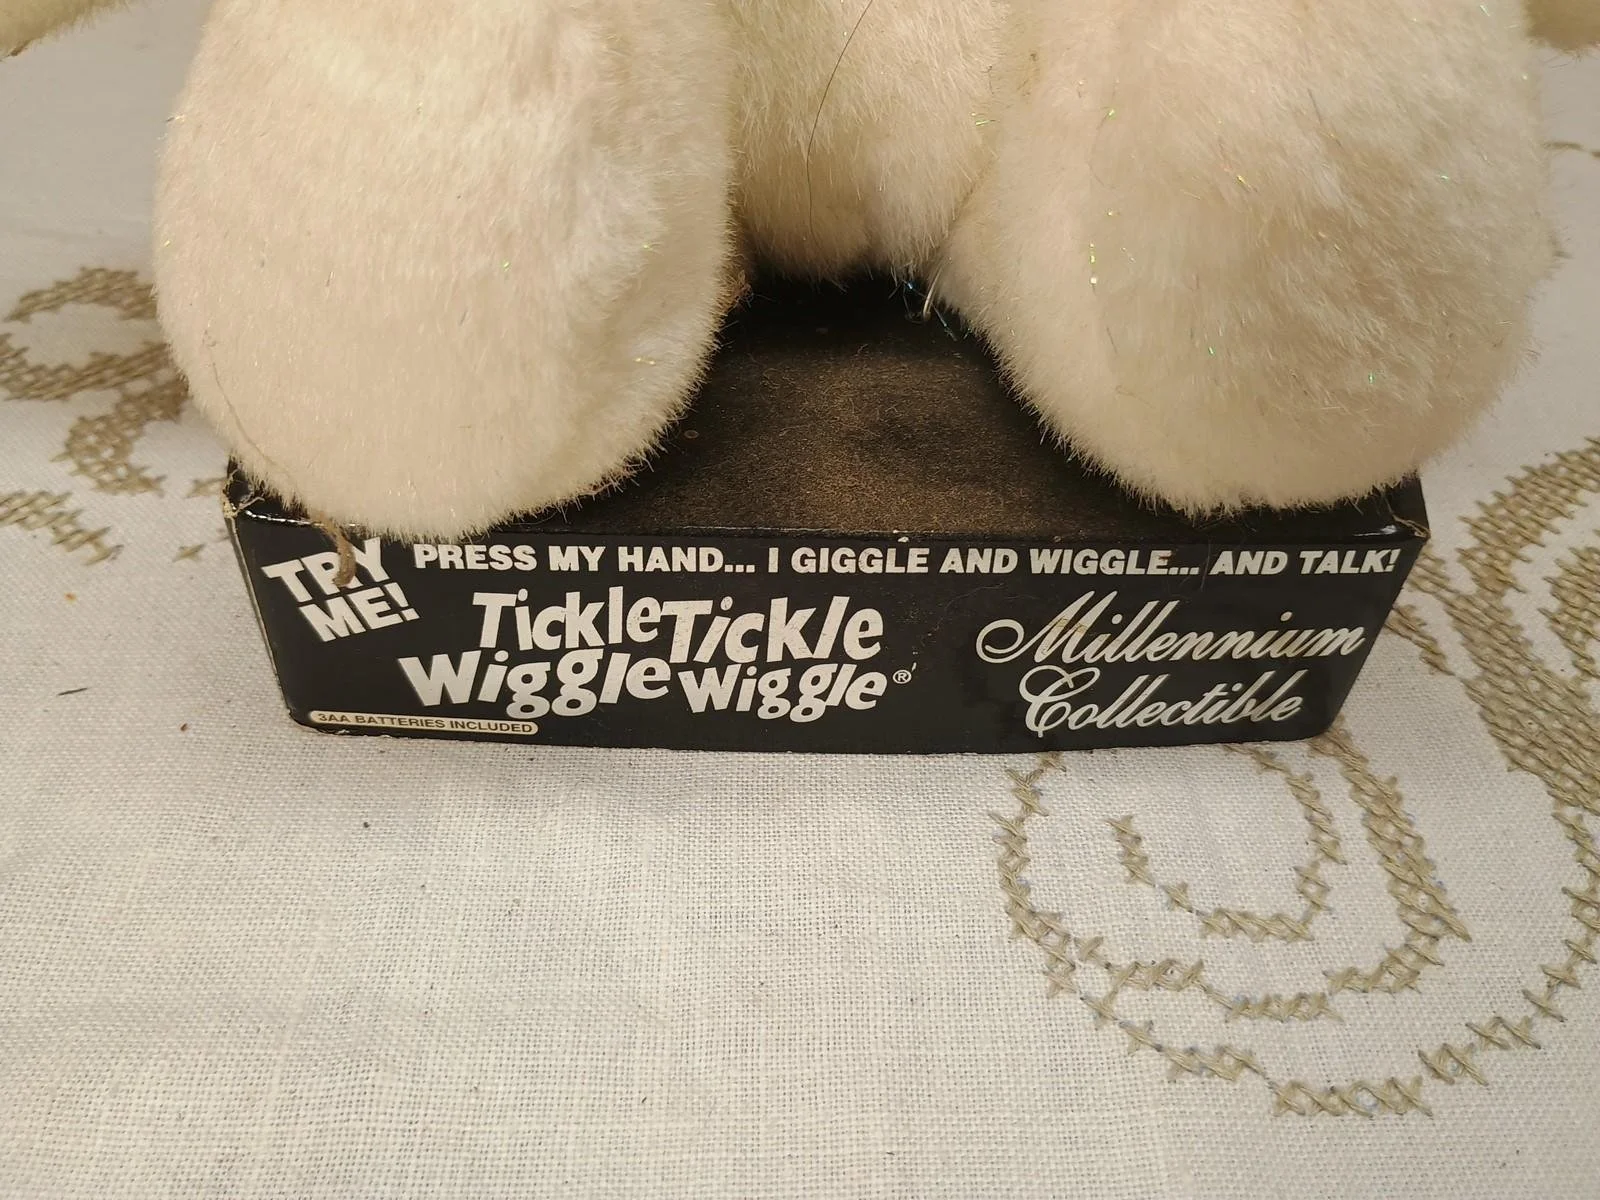 TRY
ME!
PRESS MY HAND... I GIGGLE AND WIGGLE... AND TALK!
Tickle Tickle
Wiggle Wiggle®
Millennium
Collectible
3AA BATTERIES INCLUDED